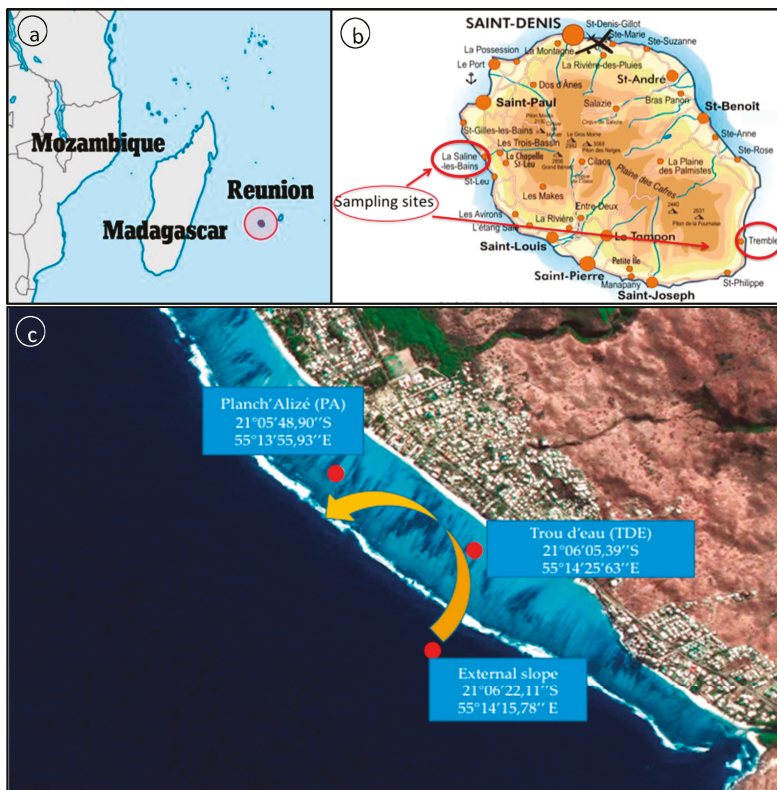 a
Mozambique
Reunion
Madagascar
b
SAINT-DENIS
St-Denis-Gillot
Ste-Marie
Ste-Suzanne
La Montagne
La Possession
Le Port
La Rivière-des-Pluies
St-André
Dos d'Ânes
Saint-Paul
Salazie
Bras Panon
St-Benoît
St-Gilles-les-Bains
Les Trois-Bassin
Ste-Anne
Ste-Rose
La Saline
-les-Bains
La Chapelle
St-Leu
Cilaos
La Plaine
des Palmistes
Plaine des Cafres
Sampling sites
St-Leu
Les Makes
Entre-Deux
Les Avirons
La Rivière
L'étang Salé
Le Tampon
Tremble
Saint-Louis
Petite Île
Saint-Pierre
Manapany
St-Philippe
Saint-Joseph
c
Planch'Alizé (PA)
21°05'48,90''S
55°13'55,93''E
Trou d'eau (TDE)
21°06'05,39''S
55°14'25,63''E
External slope
21°06'22,11''S
55°14'15,78'' E